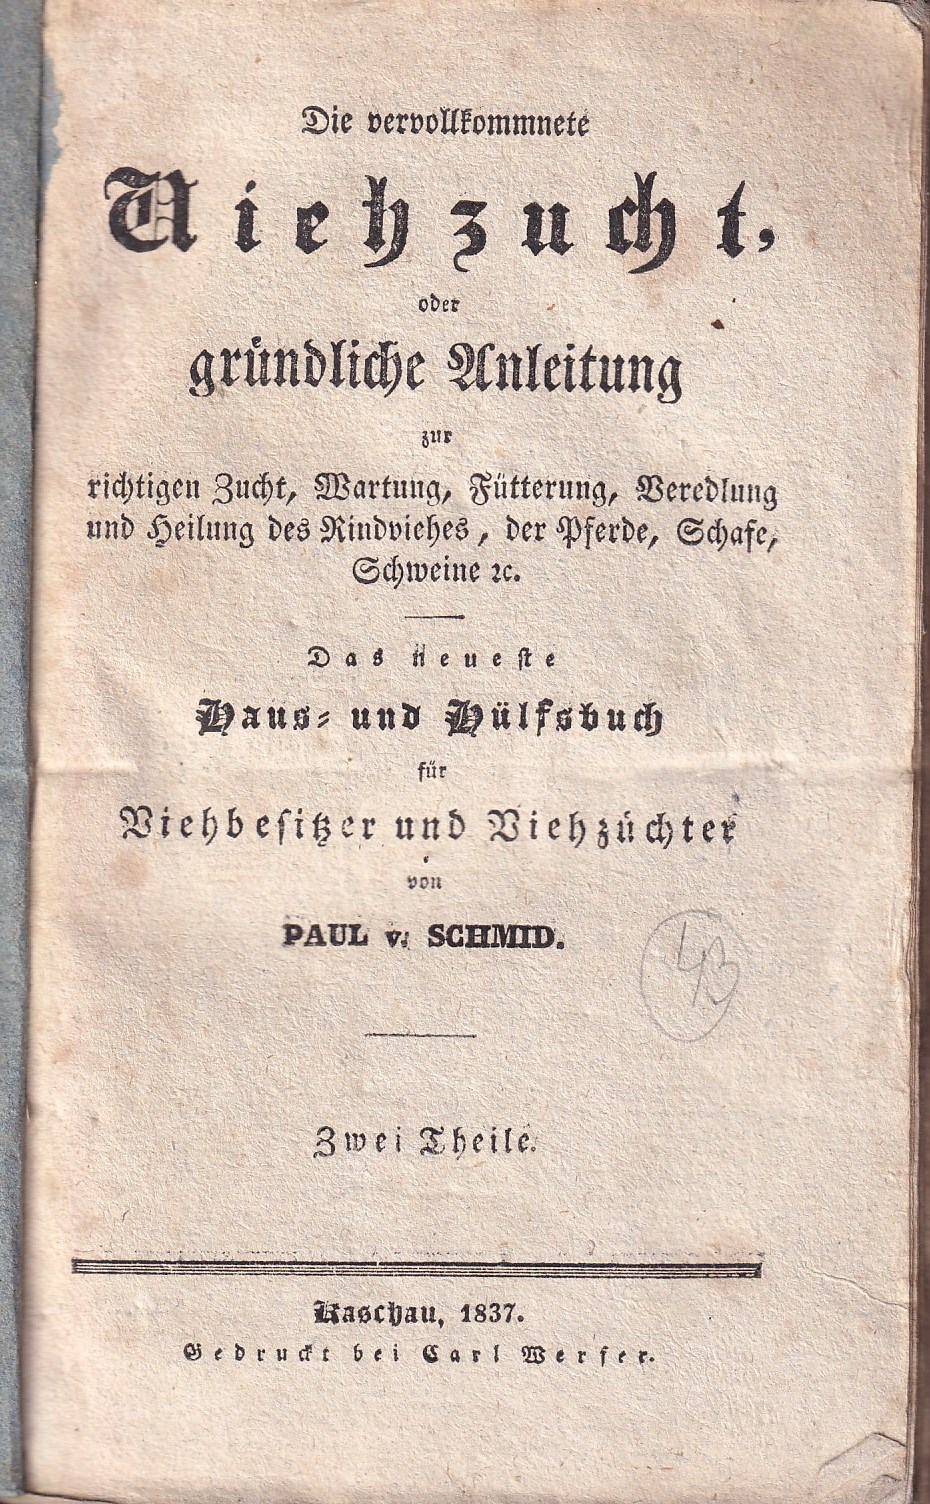 Die vervollkommnete
Viehzucht,
oder
gründliche Anleitung
zur
richtigen Zucht, Wartung, Fütterung, Veredlung
und Heilung des Rindviehes, der Pferde, Schafe,
Schweine ꝛc.
Das neueste
Haus- und Hülfsbuch
für
Viehbesitzer und Viehzüchter
von
PAUL v. SCHMID.
43
Zwei Theile.
Kaschau, 1837.
Gedruckt bei Carl Werfer.